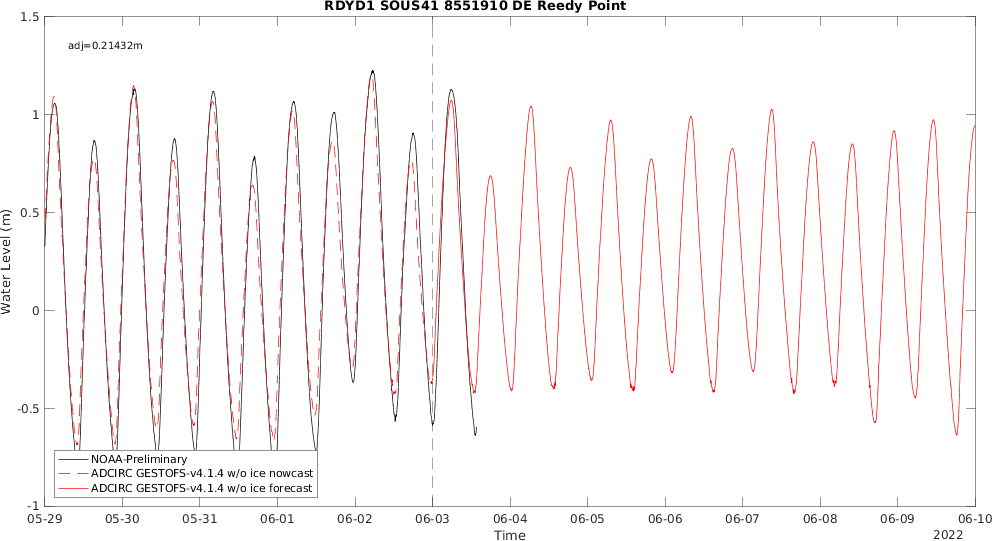 RDYD1 SOUS41 8551910 DE Reedy Point
adj=0.21432m
Water Level (m)
1.5
1
0.5
0
-0.5
-1
NOAA-Preliminary
ADCIRC GESTOFS-v4.1.4 w/o ice nowcast
ADCIRC GESTOFS-v4.1.4 w/o ice forecast
05-29 05-30 05-31 06-01 06-02 06-03 06-04 06-05 06-06 06-07 06-08 06-09 06-10
Time
2022